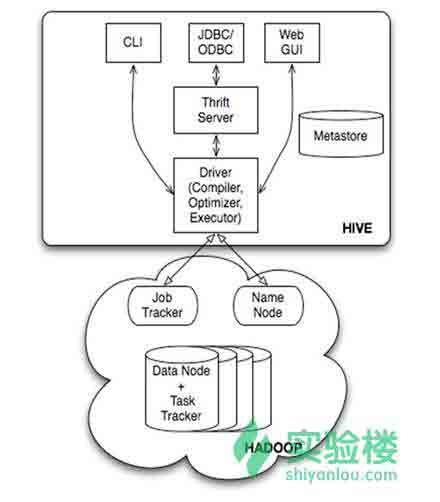 CLI
JDBC/
ODBC
Web
GUI
Thrift
Server
Metastore
Driver
(Compiler,
Optimizer,
Executor)
HIVE
Job
Tracker
Name
Node
Data Node
+
Task
Tracker
HADOOP
实验楼
shiyanlou.com